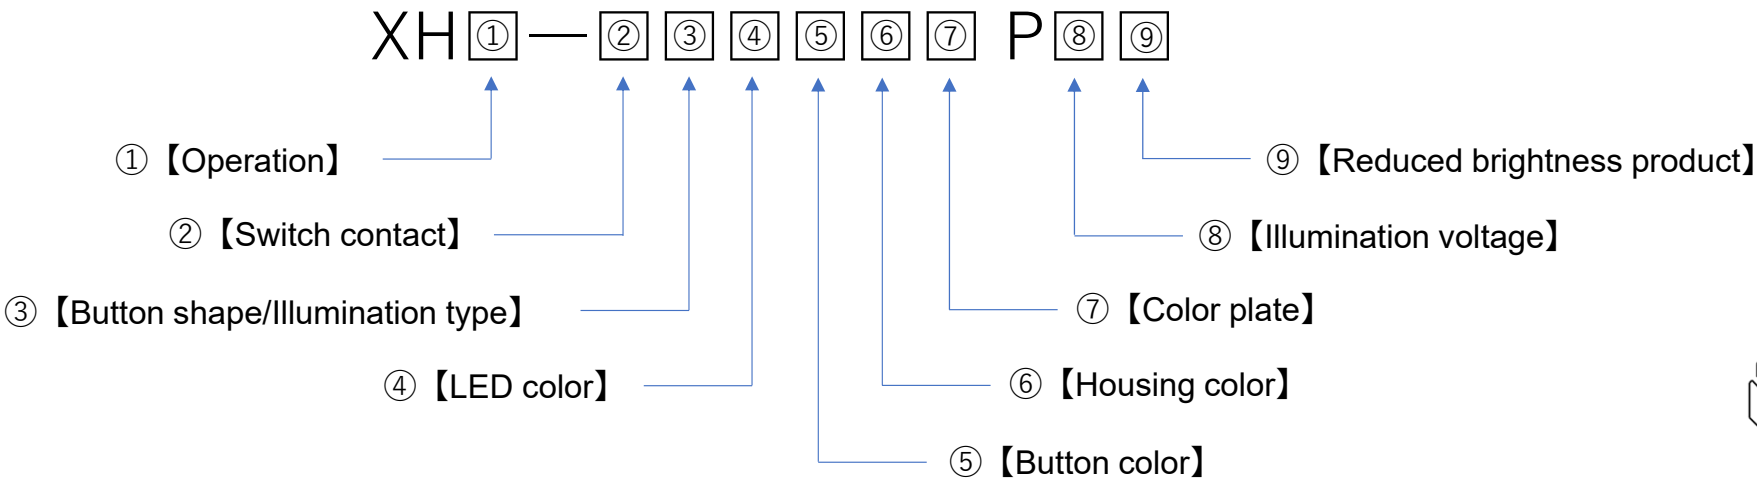 XH①—②③④⑤⑥⑦ P⑧⑨
①【Operation】
⑨【Reduced brightness product】
②【Switch contact】
⑧【Illumination voltage】
③【Button shape/Illumination type】
⑦【Color plate】
④【LED color】
⑥【Housing color】
⑤【Button color】